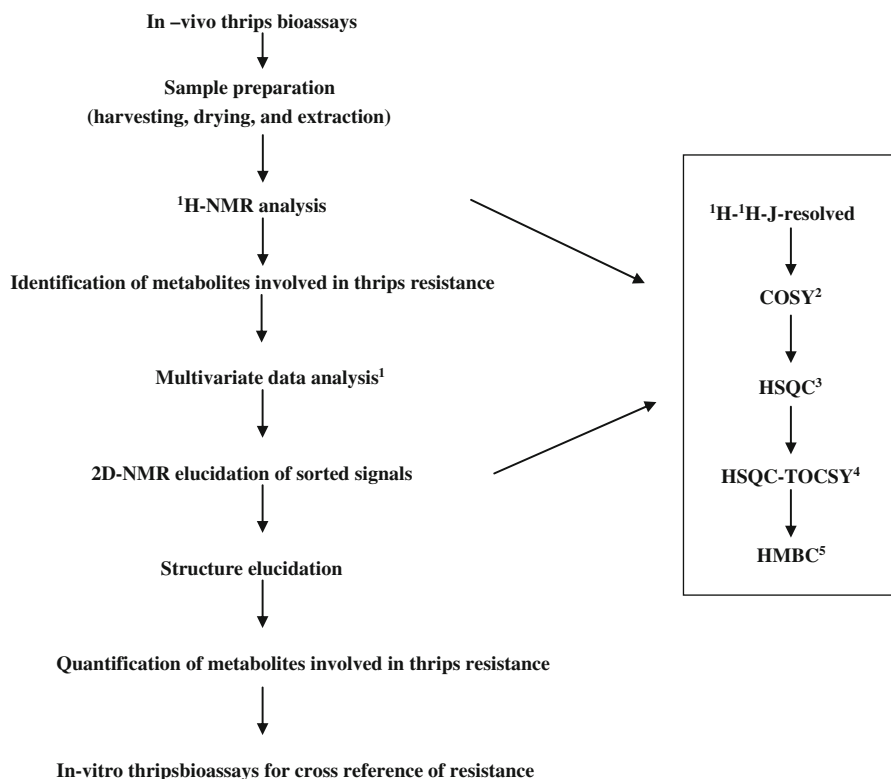 In –vivo thrips bioassays
Sample preparation
(harvesting, drying, and extraction)
¹H-NMR analysis
Identification of metabolites involved in thrips resistance
Multivariate data analysis¹
2D-NMR elucidation of sorted signals
Structure elucidation
Quantification of metabolites involved in thrips resistance
In-vitro thripsbioassays for cross reference of resistance
¹H-¹H-J-resolved
COSY²
HSQC³
HSQC-TOCSY⁴
HMBC⁵